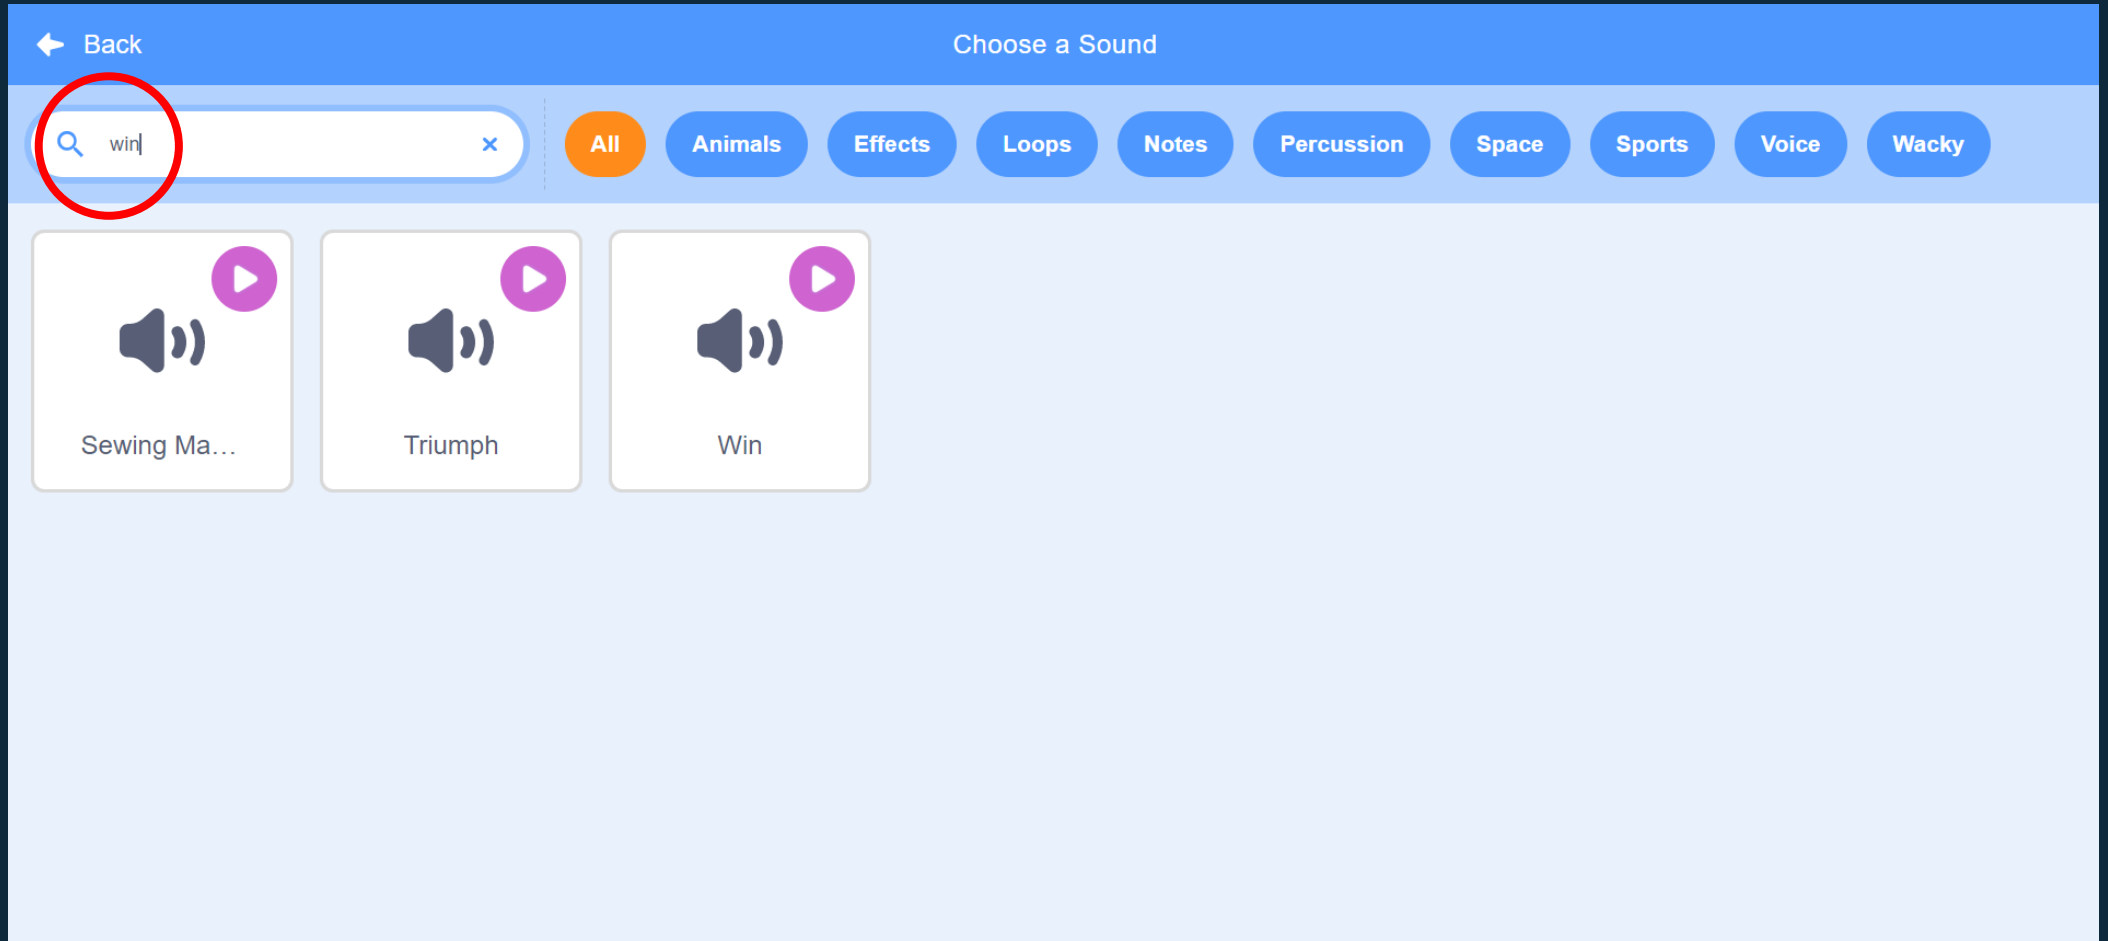 Back
Choose a Sound
win
All
Animals
Effects
Loops
Notes
Percussion
Space
Sports
Voice
Wacky
Sewing Ma...
Triumph
Win